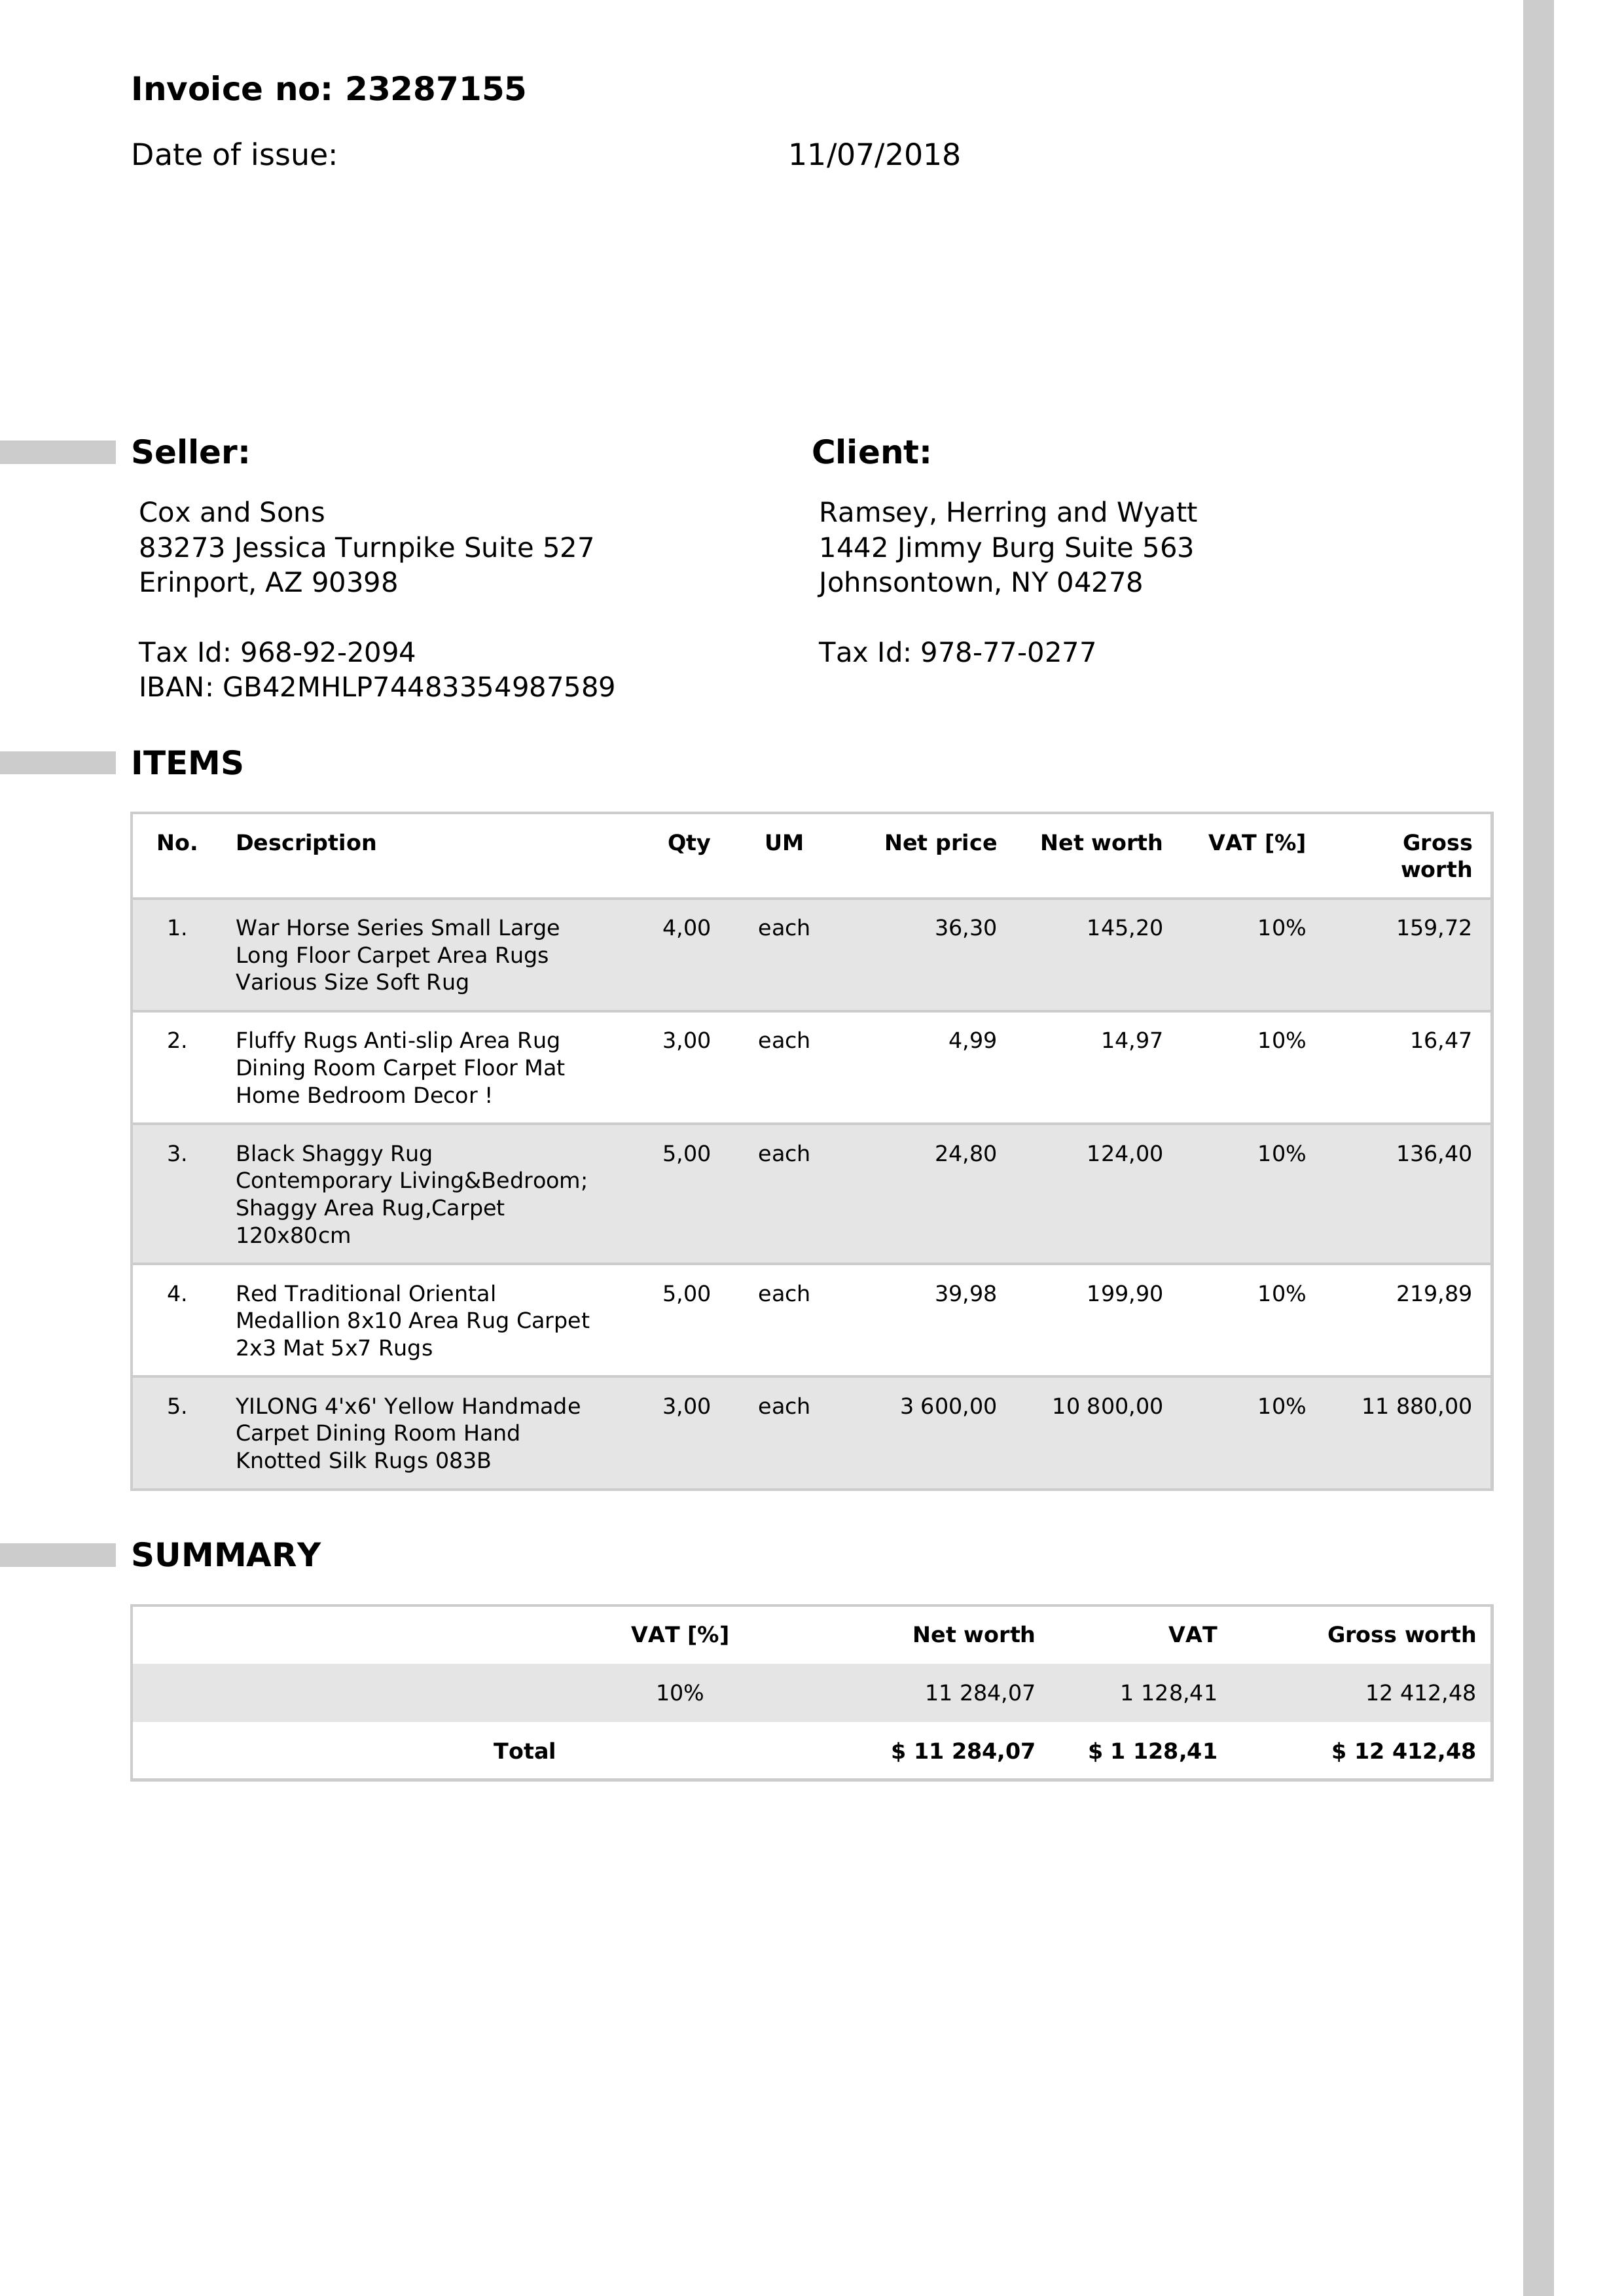 Invoice no: 23287155
Date of issue: 11/07/2018
Seller: Client:
Cox and Sons Ramsey, Herring and Wyatt
83273 Jessica Turnpike Suite 527 1442 Jimmy Burg Suite 563
Erinport, AZ 90398 Johnsontown, NY 04278
Tax Id: 968-92-2094 Tax Id: 978-77-0277
IBAN: GB42MHLP74483354987589
ITEMS
No. Description Qty UM Net price Net worth VAT [%] Gross
worth
1. War Horse Series Small Large 4,00 each 36,30 145,20 10% 159,72
Long Floor Carpet Area Rugs
Various Size Soft Rug
2. Fluffy Rugs Anti-slip Area Rug 3,00 each 4,99 14,97 10% 16,47
Dining Room Carpet Floor Mat
Home Bedroom Decor !
3. Black Shaggy Rug 5,00 each 24,80 124,00 10% 136,40
Contemporary Living&Bedroom;
Shaggy Area Rug,Carpet
120x80cm
4. Red Traditional Oriental 5,00 each 39,98 199,90 10% 219,89
Medallion 8x10 Area Rug Carpet
2x3 Mat 5x7 Rugs
5. YILONG 4'x6' Yellow Handmade 3,00 each 3 600,00 10 800,00 10% 11 880,00
Carpet Dining Room Hand
Knotted Silk Rugs 083B
SUMMARY
VAT [%] Net worth VAT Gross worth
10% 11 284,07 1 128,41 12 412,48
Total $ 11 284,07 $ 1 128,41 $ 12 412,48